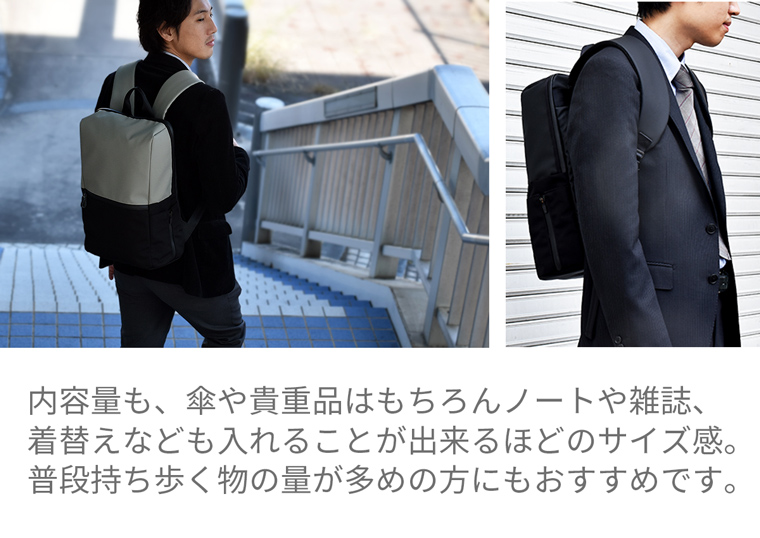 内容量も、傘や貴重品はもちろんノートや雑誌、
着替えなども入れることが出来るほどのサイズ感。
普段持ち歩く物の量が多めの方にもおすすめです。